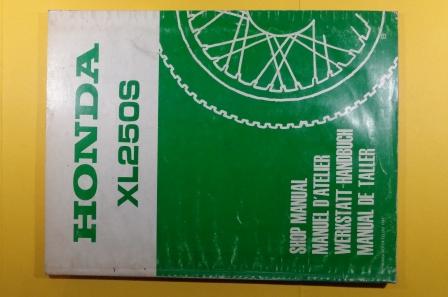 HONDA
XL250S
SHOP MANUAL
MANUEL D'ATELIER
WERKSTATT-HANDBUCH
MANUAL DE TALLER